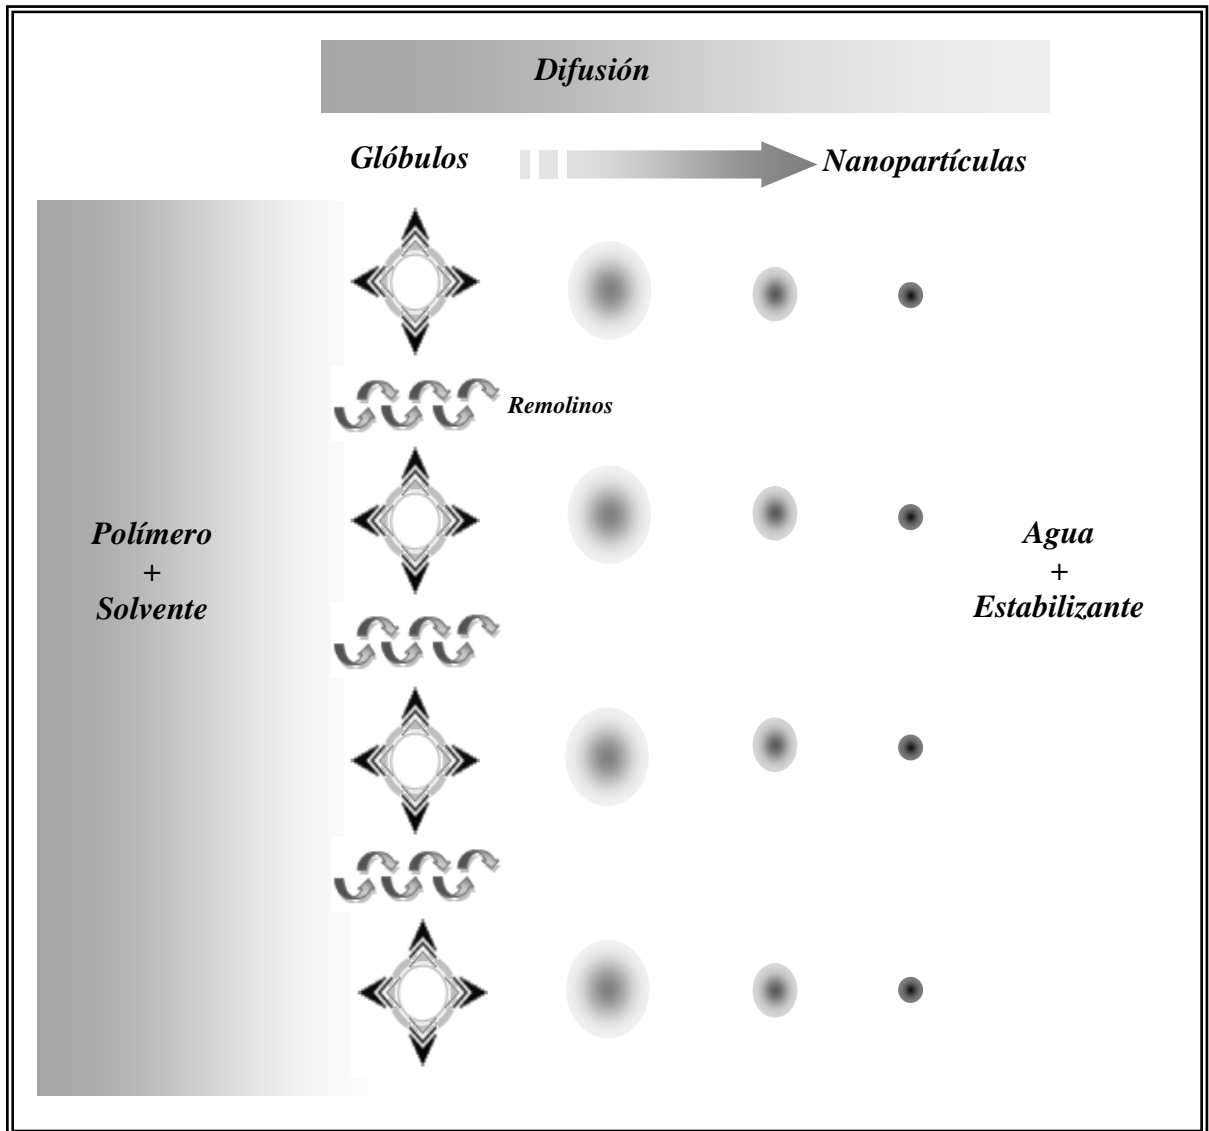 Difusión
Glóbulos
Nanopartículas
Remolinos
Polímero
+
Solvente
Agua
+
Estabilizante